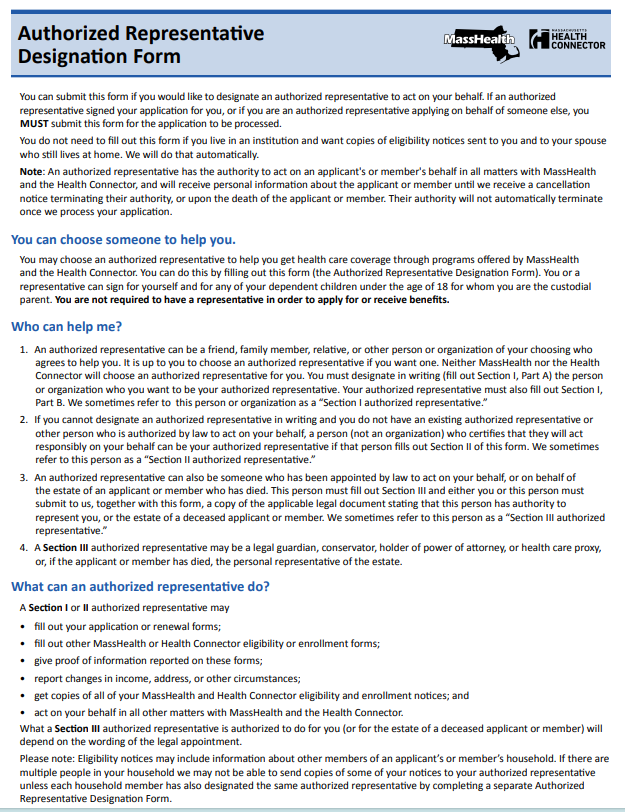 Authorized Representative
Designation Form
MassHealth
MASSACHUSETTS
HEALTH
CONNECTOR
You can submit this form if you would like to designate an authorized representative to act on your behalf. If an authorized
representative signed your application for you, or if you are an authorized representative applying on behalf of someone else, you
MUST submit this form for the application to be processed.
You do not need to fill out this form if you live in an institution and want copies of eligibility notices sent to you and to your spouse
who still lives at home. We will do that automatically.
Note: An authorized representative has the authority to act on an applicant's or member's behalf in all matters with MassHealth
and the Health Connector, and will receive personal information about the applicant or member until we receive a cancellation
notice terminating their authority, or upon the death of the applicant or member. Their authority will not automatically terminate
once we process your application.
You can choose someone to help you.
You may choose an authorized representative to help you get health care coverage through programs offered by MassHealth
and the Health Connector. You can do this by filling out this form (the Authorized Representative Designation Form). You or a
representative can sign for yourself and for any of your dependent children under the age of 18 for whom you are the custodial
parent. You are not required to have a representative in order to apply for or receive benefits.
Who can help me?
1. An authorized representative can be a friend, family member, relative, or other person or organization of your choosing who
agrees to help you. It is up to you to choose an authorized representative if you want one. Neither MassHealth nor the Health
Connector will choose an authorized representative for you. You must designate in writing (fill out Section I, Part A) the person
or organization who you want to be your authorized representative. Your authorized representative must also fill out Section I,
Part B. We sometimes refer to this person or organization as a “Section I authorized representative.”
2. If you cannot designate an authorized representative in writing and you do not have an existing authorized representative or
other person who is authorized by law to act on your behalf, a person (not an organization) who certifies that they will act
responsibly on your behalf can be your authorized representative if that person fills out Section II of this form. We sometimes
refer to this person as a “Section II authorized representative.”
3. An authorized representative can also be someone who has been appointed by law to act on your behalf, or on behalf of
the estate of an applicant or member who has died. This person must fill out Section III and either you or this person must
submit to us, together with this form, a copy of the applicable legal document stating that this person has authority to
represent you, or the estate of a deceased applicant or member. We sometimes refer to this person as a “Section III authorized
representative.”
4. A Section III authorized representative may be a legal guardian, conservator, holder of power of attorney, or health care proxy,
or, if the applicant or member has died, the personal representative of the estate.
What can an authorized representative do?
A Section I or II authorized representative may
• fill out your application or renewal forms;
• fill out other MassHealth or Health Connector eligibility or enrollment forms;
• give proof of information reported on these forms;
• report changes in income, address, or other circumstances;
• get copies of all of your MassHealth and Health Connector eligibility and enrollment notices; and
• act on your behalf in all other matters with MassHealth and the Health Connector.
What a Section III authorized representative is authorized to do for you (or for the estate of a deceased applicant or member) will
depend on the wording of the legal appointment.
Please note: Eligibility notices may include information about other members of an applicant’s or member’s household. If there are
multiple people in your household we may not be able to send copies of some of your notices to your authorized representative
unless each household member has also designated the same authorized representative by completing a separate Authorized
Representative Designation Form.